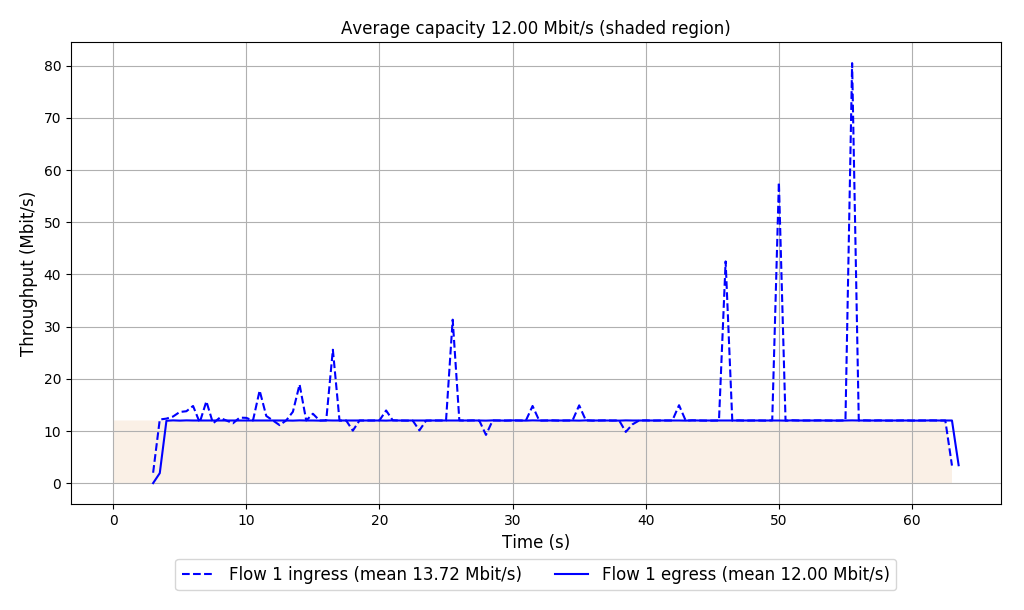 Average capacity 12.00 Mbit/s (shaded region)
Throughput (Mbit/s)
80
70
60
50
40
30
20
10
0
0 10 20 30 40 50 60
Time (s)
Flow 1 ingress (mean 13.72 Mbit/s) Flow 1 egress (mean 12.00 Mbit/s)